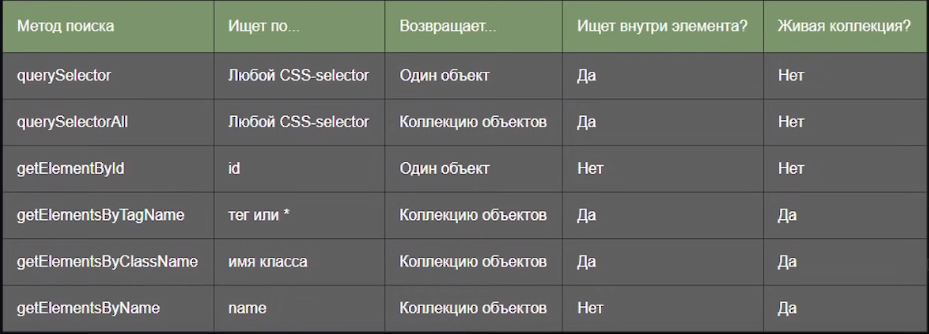 Метод поиска Ищет по... Возвращает... Ищет внутри элемента? Живая коллекция?
querySelector Любой CSS-selector Один объект Да Нет
querySelectorAll Любой CSS-selector Коллекцию объектов Да Нет
getElementById id Один объект Нет Нет
getElementsByTagName тег или * Коллекцию объектов Да Да
getElementsByClassName имя класса Коллекцию объектов Да Да
getElementsByName name Коллекцию объектов Нет Да